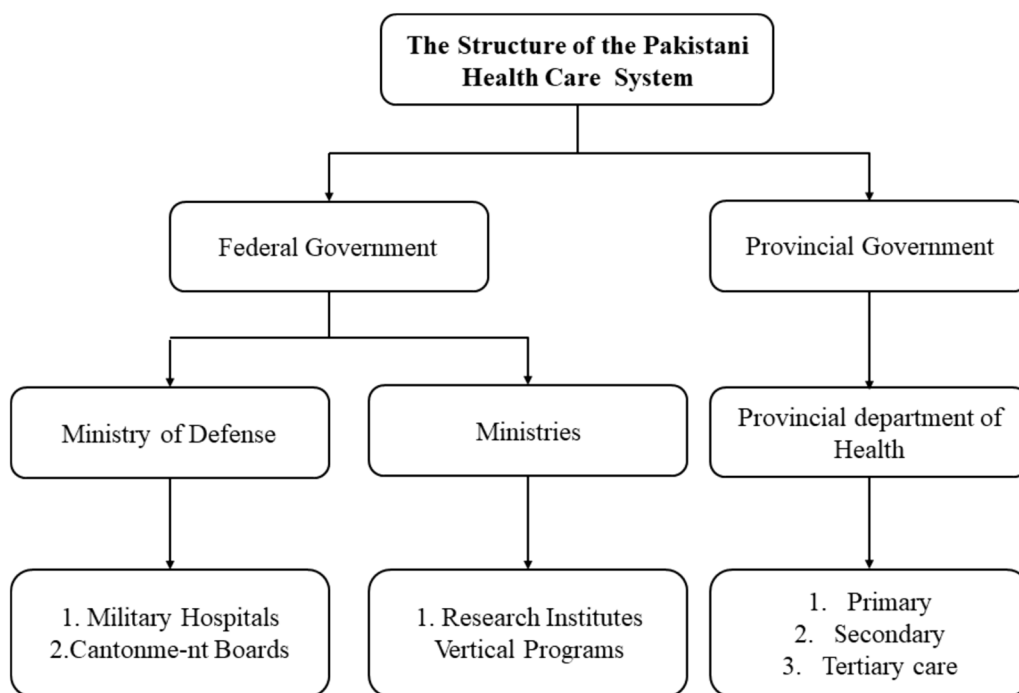 The Structure of the Pakistani
Health Care System
Federal Government
Provincial Government
Ministry of Defense
Ministries
Provincial department of
Health
1. Military Hospitals
2.Cantonme-nt Boards
1. Research Institutes
Vertical Programs
1. Primary
2. Secondary
3. Tertiary care